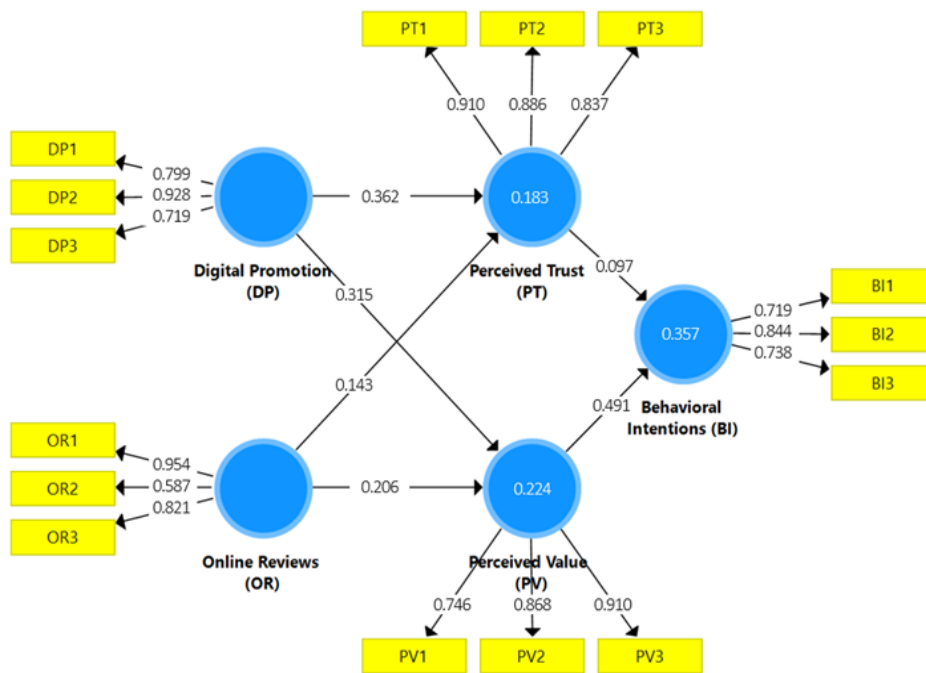 PT1 PT2 PT3
0.910 0.886 0.837
DP1
DP2
DP3
0.799
0.928
0.719
0.362
0.183
Digital Promotion
(DP)
Perceived Trust
(PT)
0.315
0.097
0.143
0.357
Behavioral
Intentions (BI)
0.719
0.844
0.738
BI1
BI2
BI3
0.491
OR1
OR2
OR3
0.954
0.587
0.821
0.206
0.224
Online Reviews
(OR)
Perceived Value
(PV)
0.746 0.868 0.910
PV1 PV2 PV3